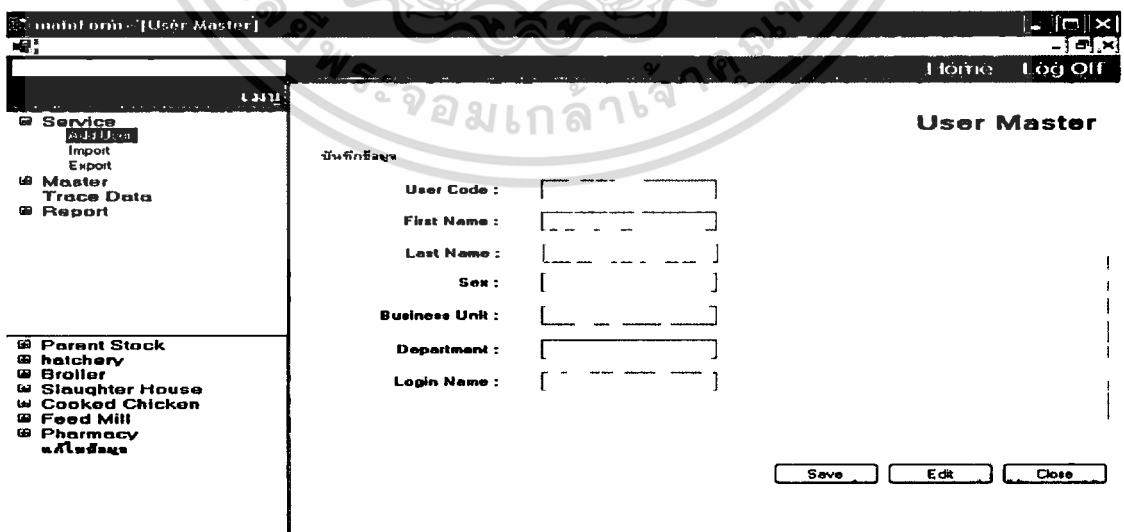 mainForm - [User Master]
Home Log Off
เมนู
Service
Add User
Import
Export
Master
Trace Data
Report
Parent Stock
hatchery
Broiler
Slaughter House
Cooked Chicken
Feed Mill
Pharmacy
แก้ไขข้อมูล
User Master
บันทึกข้อมูล
User Code :
First Name :
Last Name :
Sex :
Business Unit :
Department :
Login Name :
Save Edit Close